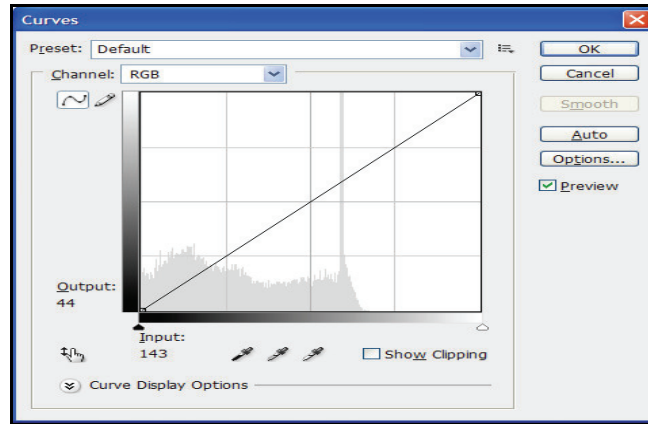 Curves
Preset: Default
OK
Channel: RGB
Cancel
Smooth
Auto
Options...
Preview
Output:
44
Input:
143
Show Clipping
Curve Display Options